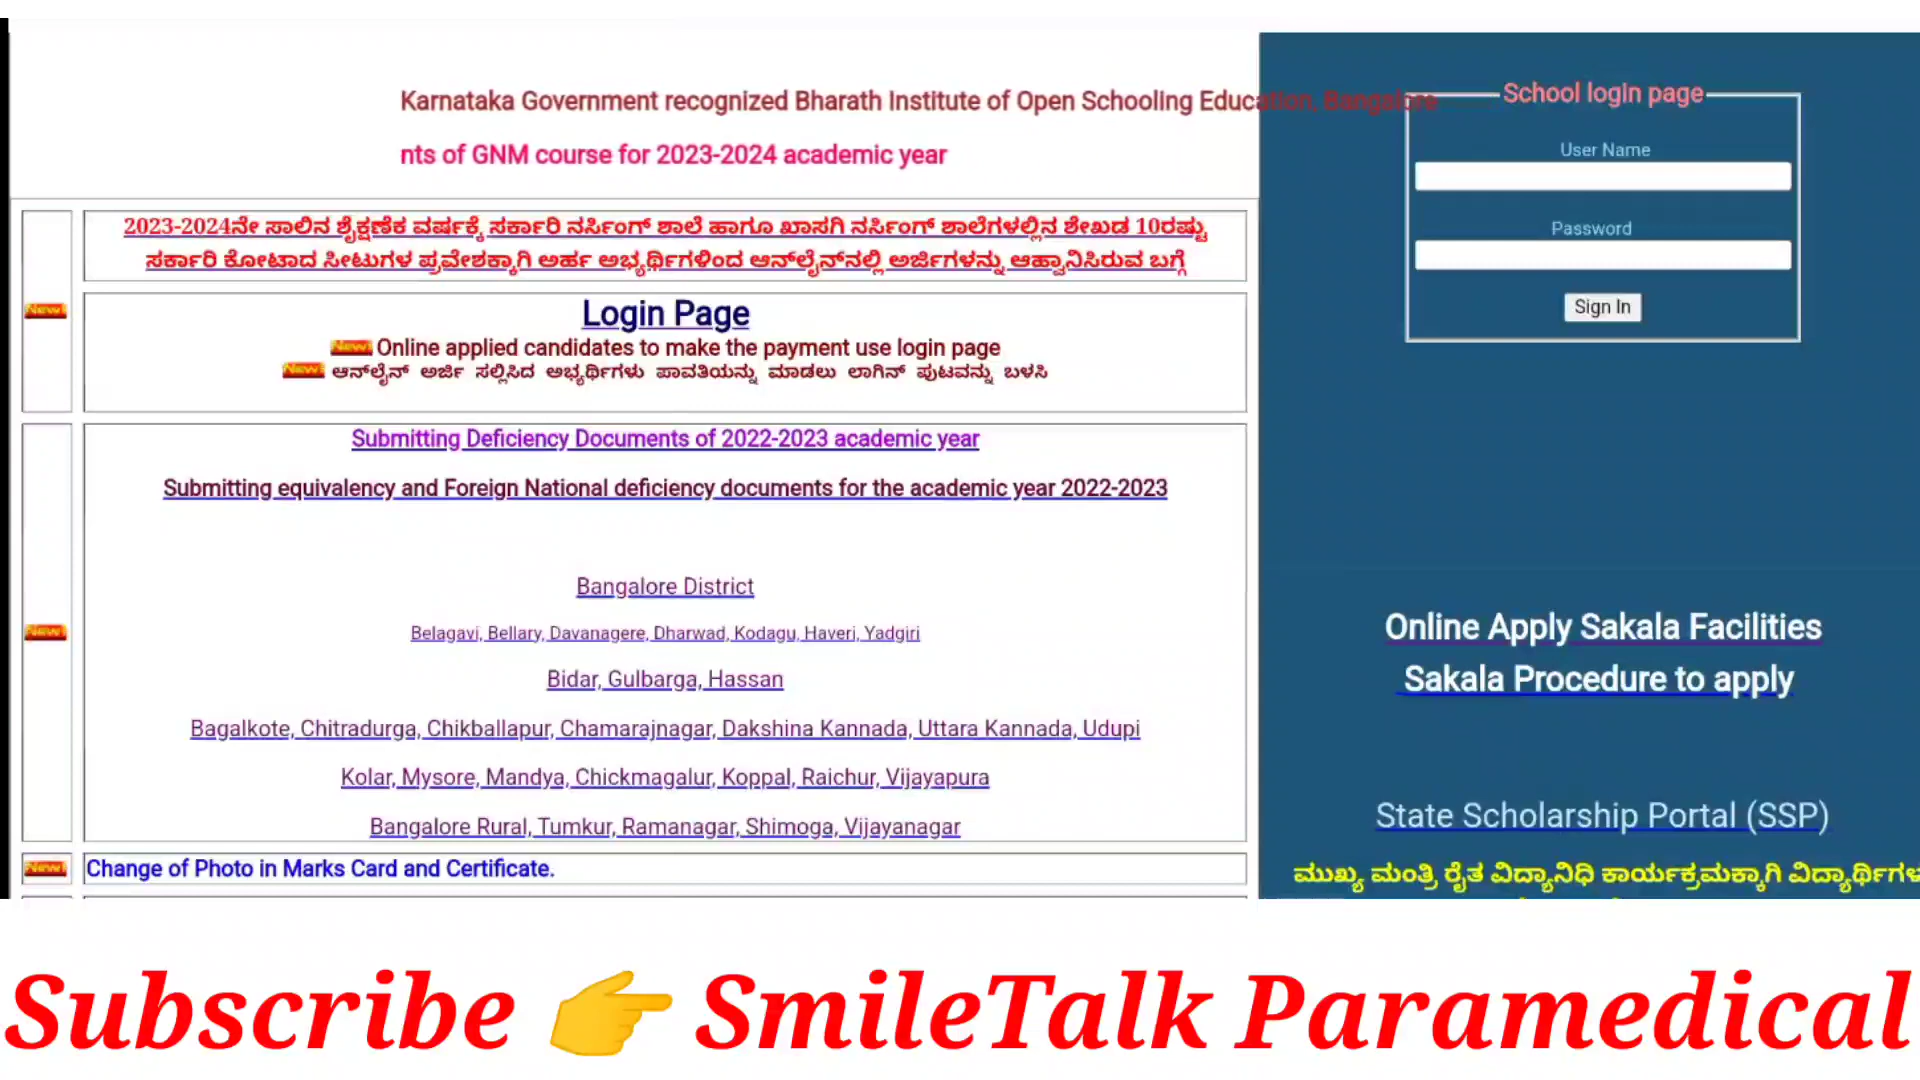 Karnataka Government recognized Bharath Institute of Open Schooling Education, Bangalore
nts of GNM course for 2023-2024 academic year
2023-2024ನೇ ಸಾಲಿನ ಶೈಕ್ಷಣಿಕ ವರ್ಷಕ್ಕೆ ಸರ್ಕಾರಿ ನರ್ಸಿಂಗ್ ಶಾಲೆ ಹಾಗೂ ಖಾಸಗಿ ನರ್ಸಿಂಗ್ ಶಾಲೆಗಳಲ್ಲಿನ ಶೇಖಡ 10ರಷ್ಟು
ಸರ್ಕಾರಿ ಕೋಟಾದ ಸೀಟುಗಳ ಪ್ರವೇಶಕ್ಕಾಗಿ ಅರ್ಹ ಅಭ್ಯರ್ಥಿಗಳಿಂದ ಆನ್‌ಲೈನ್‌ನಲ್ಲಿ ಅರ್ಜಿಗಳನ್ನು ಆಹ್ವಾನಿಸಿರುವ ಬಗ್ಗೆ
New!
Login Page
New! Online applied candidates to make the payment use login page
New! ಆನ್‌ಲೈನ್ ಅರ್ಜಿ ಸಲ್ಲಿಸಿದ ಅಭ್ಯರ್ಥಿಗಳು ಪಾವತಿಯನ್ನು ಮಾಡಲು ಲಾಗಿನ್ ಪುಟವನ್ನು ಬಳಸಿ
Submitting Deficiency Documents of 2022-2023 academic year
Submitting equivalency and Foreign National deficiency documents for the academic year 2022-2023
Bangalore District
New!
Belagavi, Bellary, Davanagere, Dharwad, Kodagu, Haveri, Yadgiri
Bidar, Gulbarga, Hassan
Bagalkote, Chitradurga, Chikballapur, Chamarajnagar, Dakshina Kannada, Uttara Kannada, Udupi
Kolar, Mysore, Mandya, Chickmagalur, Koppal, Raichur, Vijayapura
Bangalore Rural, Tumkur, Ramanagar, Shimoga, Vijayanagar
New! Change of Photo in Marks Card and Certificate.
School login page
User Name
Password
Sign In
Online Apply Sakala Facilities
Sakala Procedure to apply
State Scholarship Portal (SSP)
ಮುಖ್ಯ ಮಂತ್ರಿ ರೈತ ವಿದ್ಯಾನಿಧಿ ಕಾರ್ಯಕ್ರಮಕ್ಕಾಗಿ ವಿದ್ಯಾರ್ಥಿಗಳ
Subscribe 👉 SmileTalk Paramedical